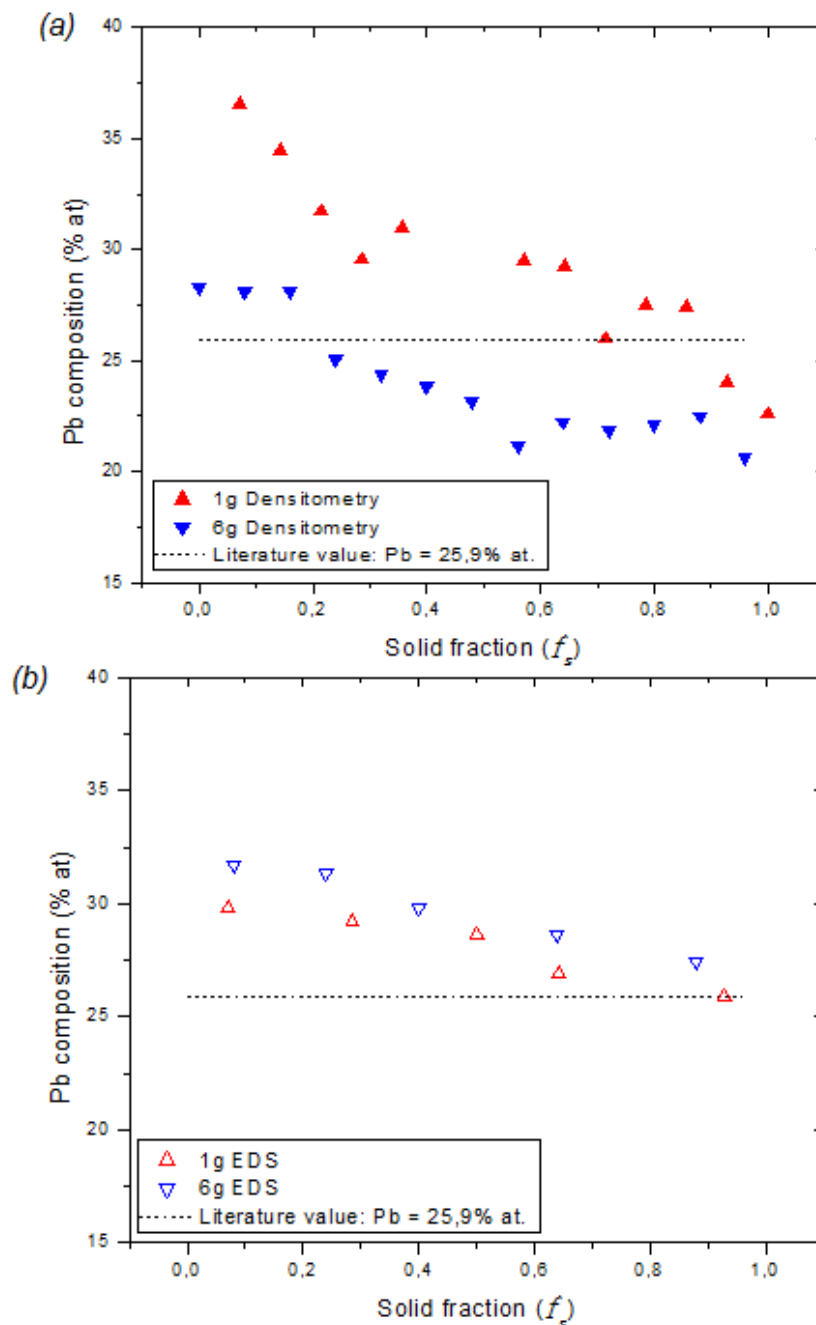 (a)
40
35
30
25
20
15
Pb composition (% at)
1g Densitometry
6g Densitometry
Literature value: Pb = 25,9% at.
0,0 0,2 0,4 0,6 0,8 1,0
Solid fraction (f_s)
(b)
40
35
30
25
20
15
Pb composition (% at)
1g EDS
6g EDS
Literature value: Pb = 25,9% at.
0,0 0,2 0,4 0,6 0,8 1,0
Solid fraction (f_s)